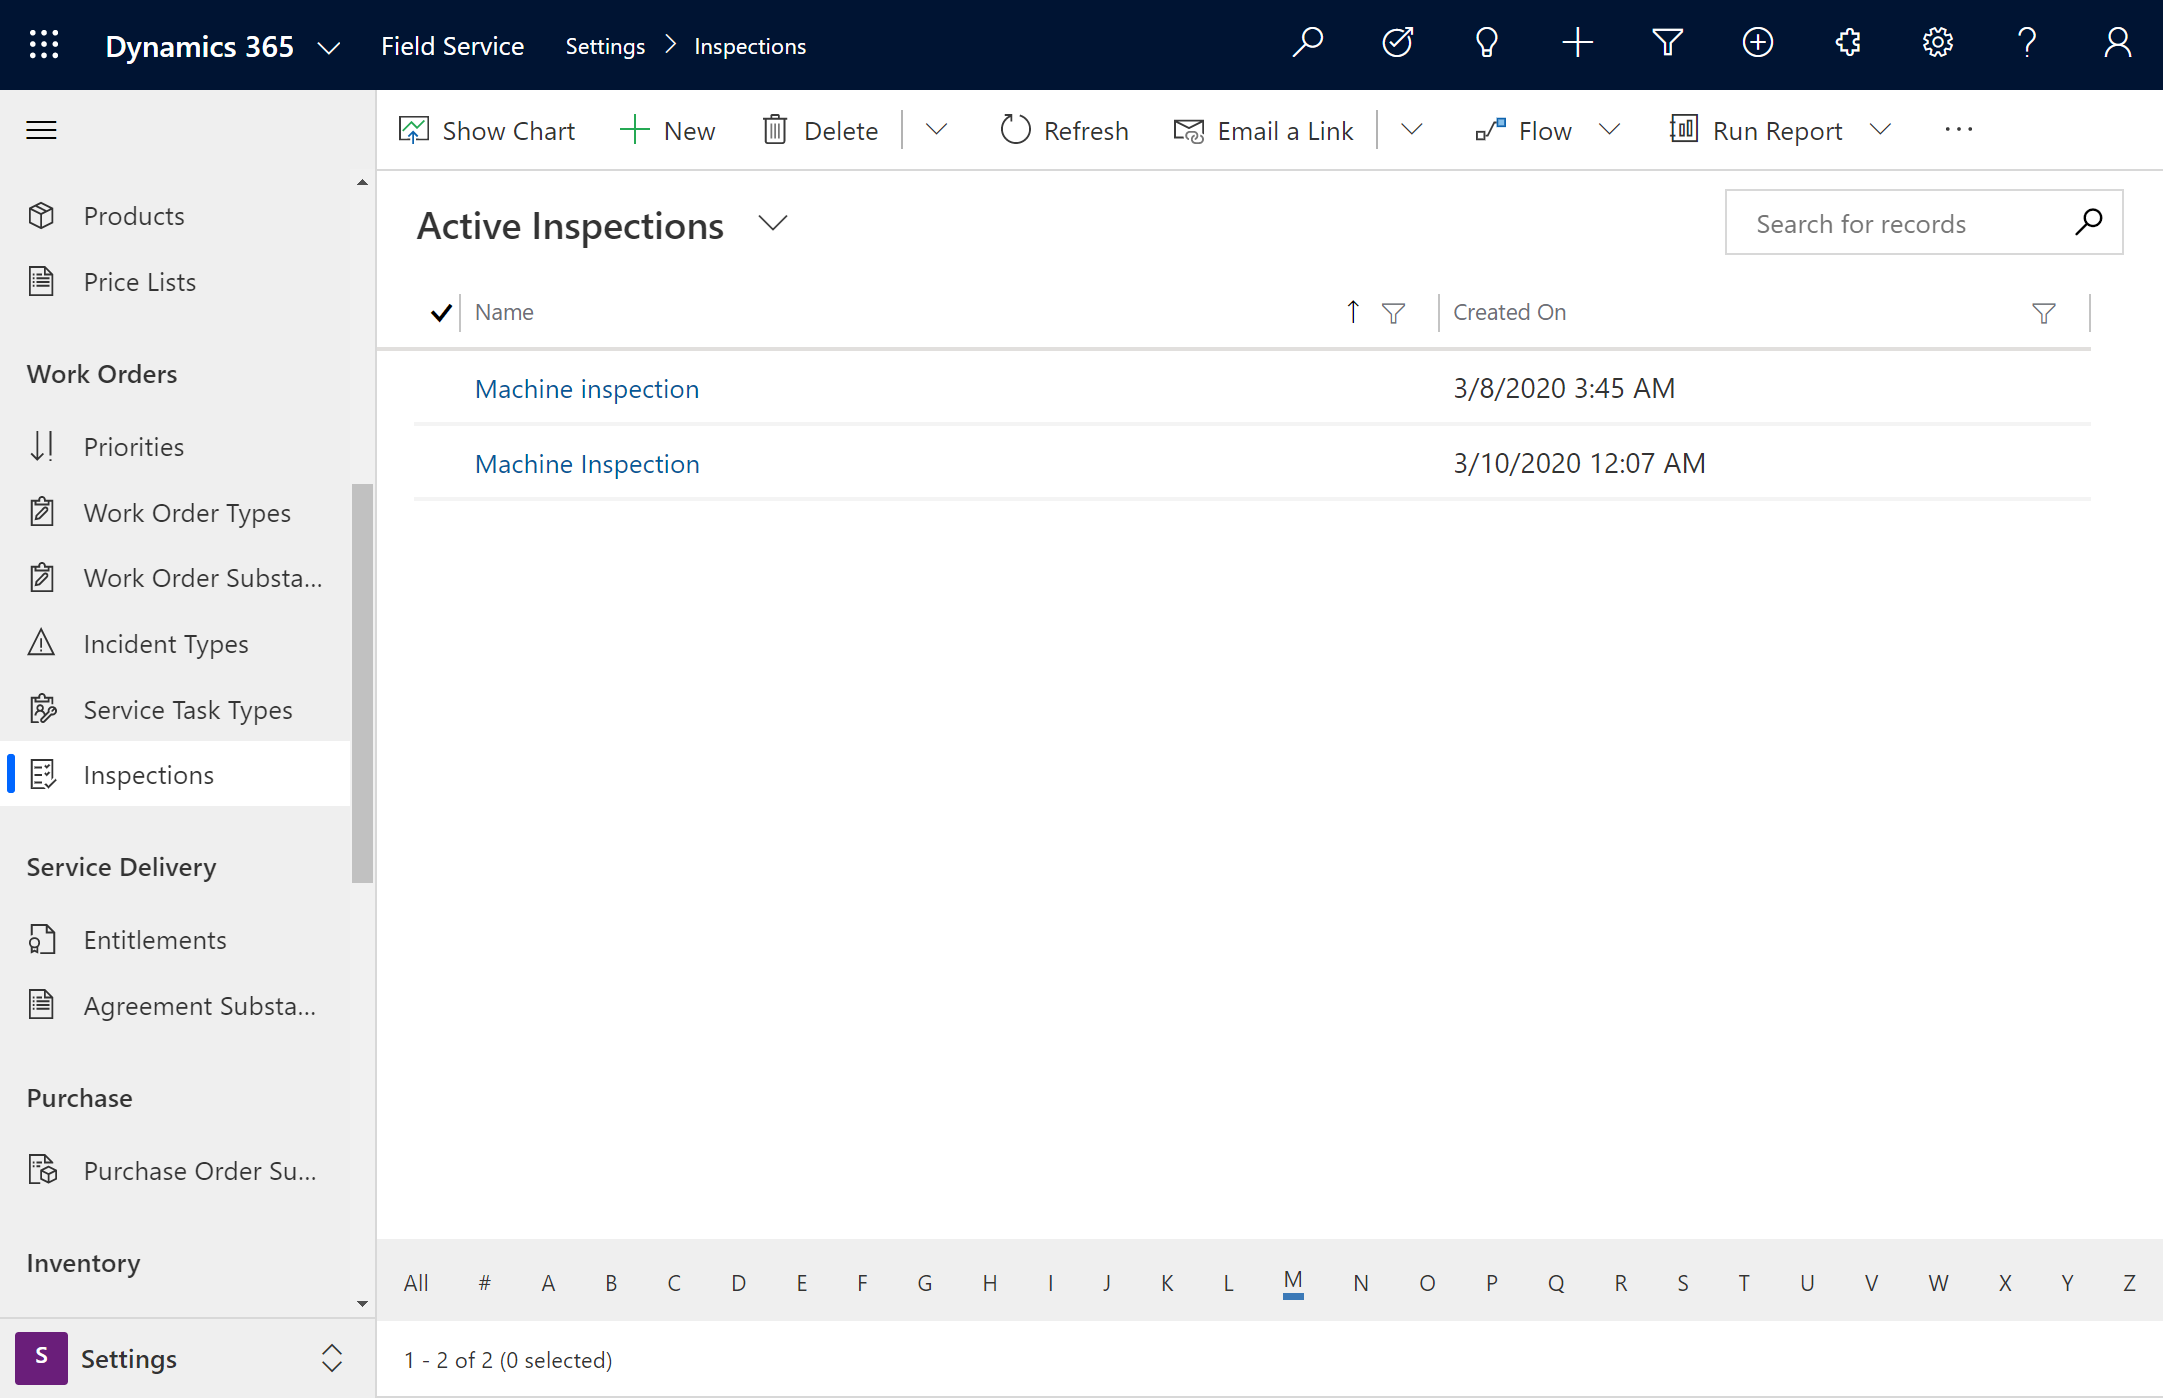 Dynamics 365
Field Service
Settings
Inspections
Show Chart
New
Delete
Refresh
Email a Link
Flow
Run Report
Products
Price Lists
Work Orders
Priorities
Work Order Types
Work Order Substa...
Incident Types
Service Task Types
Inspections
Service Delivery
Entitlements
Agreement Substa...
Purchase
Purchase Order Su...
Inventory
S Settings
Active Inspections
Search for records
Name
Created On
Machine inspection 3/8/2020 3:45 AM
Machine Inspection 3/10/2020 12:07 AM
All # A B C D E F G H I J K L M N O P Q R S T U V W X Y Z
1 - 2 of 2 (0 selected)